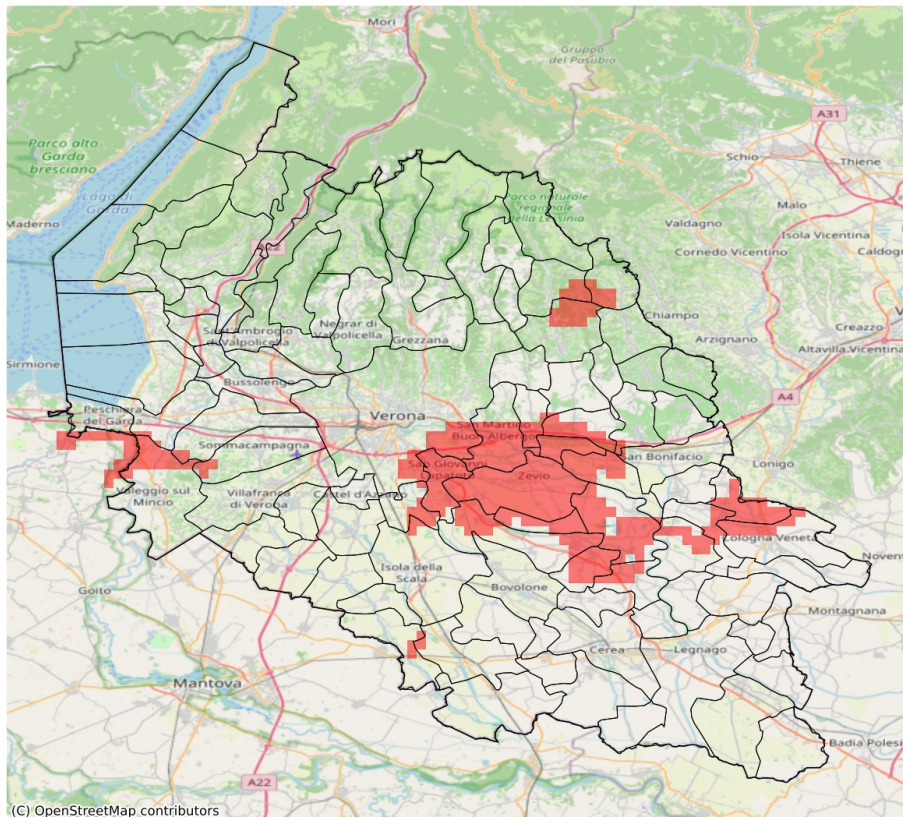 Mori
Gruppo
del Pasubio
A31
Parco alto
Garda
bresciano
Schio
Thiene
Lago di
Garda
Malo
Parco naturale
regionale
della Lessinia
Maderno
Valdagno
Isola Vicentina
A22
Cornedo Vicentino
Caldogno
Chiampo
Sant'Ambrogio
di Valpolicella
Negrar di
Valpolicella
Grezzana
Creazzo
Arzignano
Altavilla Vicentina
Sirmione
Bussolengo
A4
Peschiera
del Garda
Verona
San Martino
Buon Albergo
Sommacampagna
San Bonifacio
Lonigo
San Giovanni
Lupatoto
Zevio
Valeggio sul
Mincio
Villafranca
di Verona
Castel d'Azzano
Cologna Veneta
Isola della
Scala
Noventa
Goito
Bovolone
Montagnana
Cerea
Legnago
Mantova
Badia Polesi
A22
(C) OpenStreetMap contributors